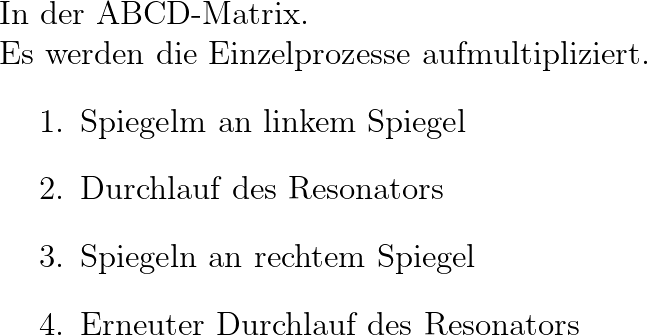 In der ABCD-Matrix.
Es werden die Einzelprozesse aufmultipliziert.
1. Spiegelm an linkem Spiegel
2. Durchlauf des Resonators
3. Spiegeln an rechtem Spiegel
4. Erneuter Durchlauf des Resonators